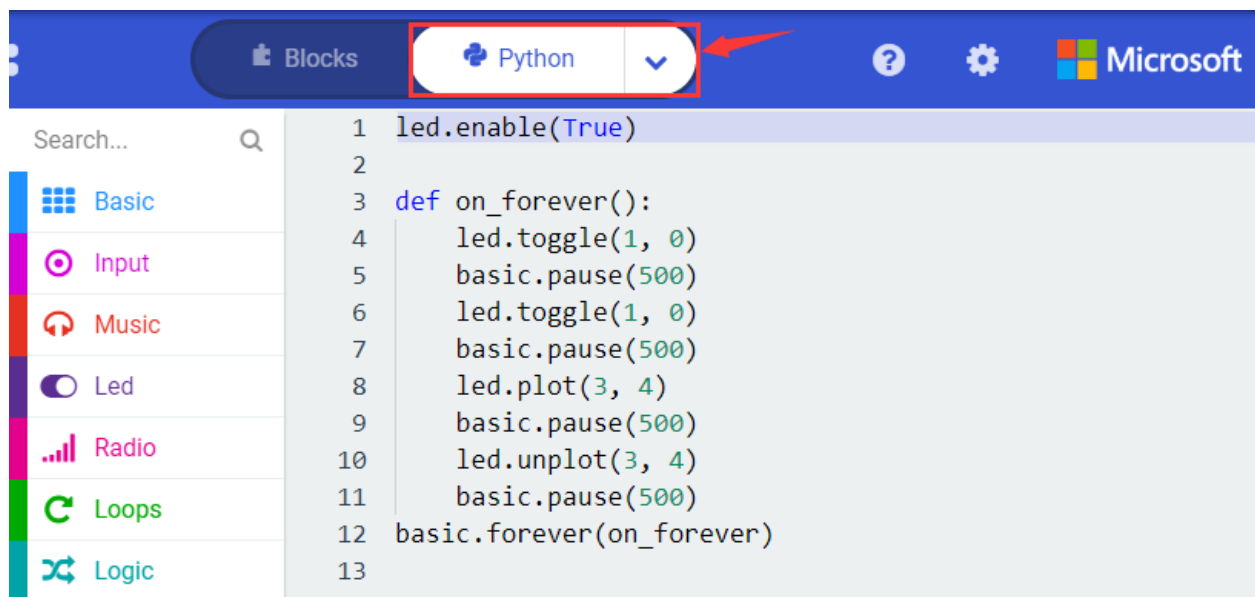 Blocks
Python
Microsoft
Search...
Basic
Input
Music
Led
Radio
Loops
Logic
1 led.enable(True)
2
3 def on_forever():
4     led.toggle(1, 0)
5     basic.pause(500)
6     led.toggle(1, 0)
7     basic.pause(500)
8     led.plot(3, 4)
9     basic.pause(500)
10     led.unplot(3, 4)
11     basic.pause(500)
12 basic.forever(on_forever)
13